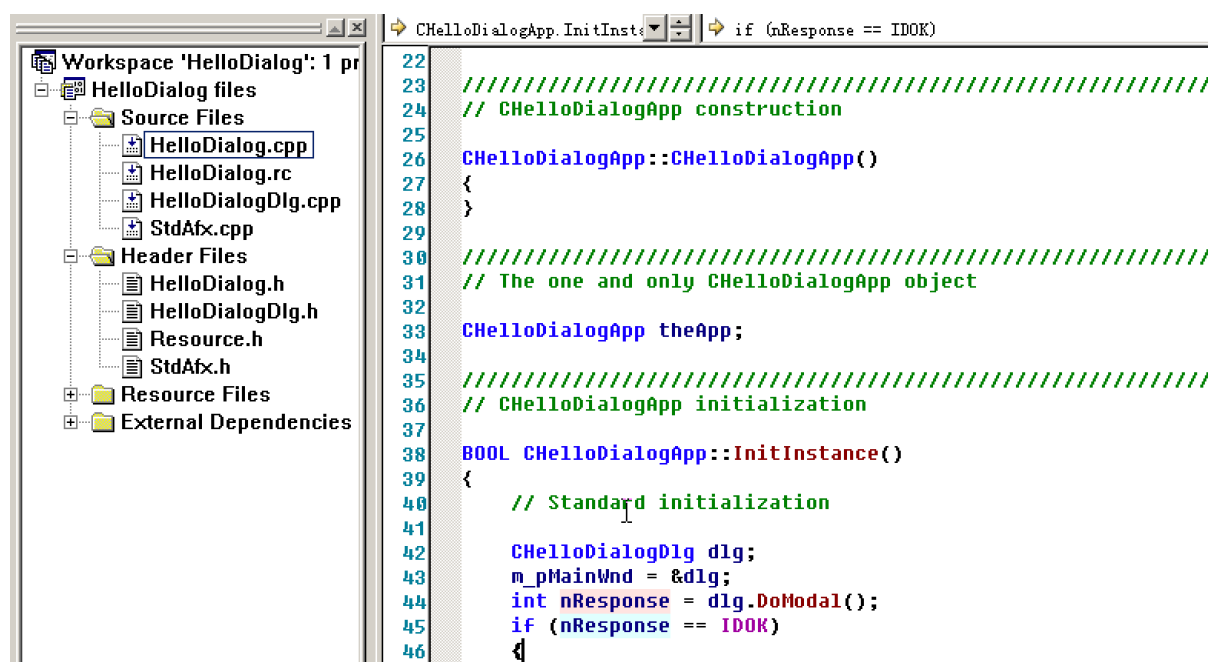 CHelloDialogApp.InitInst
if (nResponse == IDOK)
Workspace 'HelloDialog': 1 pr
HelloDialog files
Source Files
HelloDialog.cpp
HelloDialog.rc
HelloDialogDlg.cpp
StdAfx.cpp
Header Files
HelloDialog.h
HelloDialogDlg.h
Resource.h
StdAfx.h
Resource Files
External Dependencies
22
23 /////////////////////////////////////////////////////////////
24 // CHelloDialogApp construction
25
26 CHelloDialogApp::CHelloDialogApp()
27 {
28 }
29
30 /////////////////////////////////////////////////////////////
31 // The one and only CHelloDialogApp object
32
33 CHelloDialogApp theApp;
34
35 /////////////////////////////////////////////////////////////
36 // CHelloDialogApp initialization
37
38 BOOL CHelloDialogApp::InitInstance()
39 {
40 // Standard initialization
41
42 CHelloDialogDlg dlg;
43 m_pMainWnd = &dlg;
44 int nResponse = dlg.DoModal();
45 if (nResponse == IDOK)
46 {